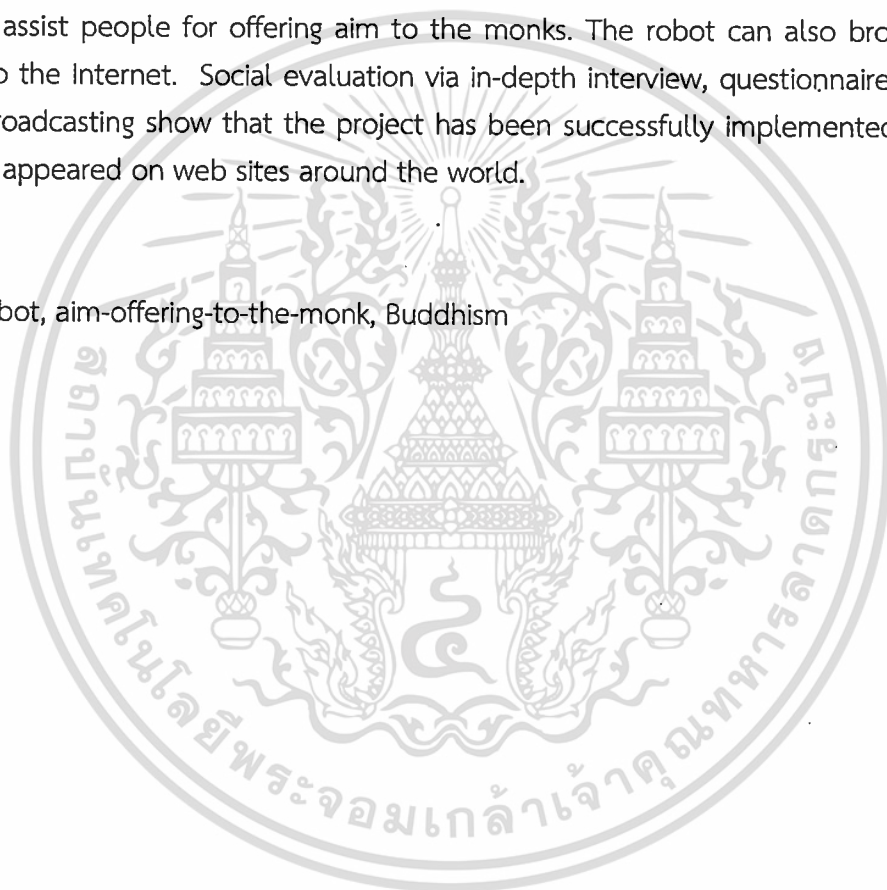 assist people for offering aim to the monks. The robot can also bro
o the Internet. Social evaluation via in-depth interview, questionnaire
roadcasting show that the project has been successfully implemented
appeared on web sites around the world.
bot, aim-offering-to-the-monk, Buddhism
สถาบันเทคโนโลยีพระจอมเกล้าเจ้าคุณทหารลาดกระบัง